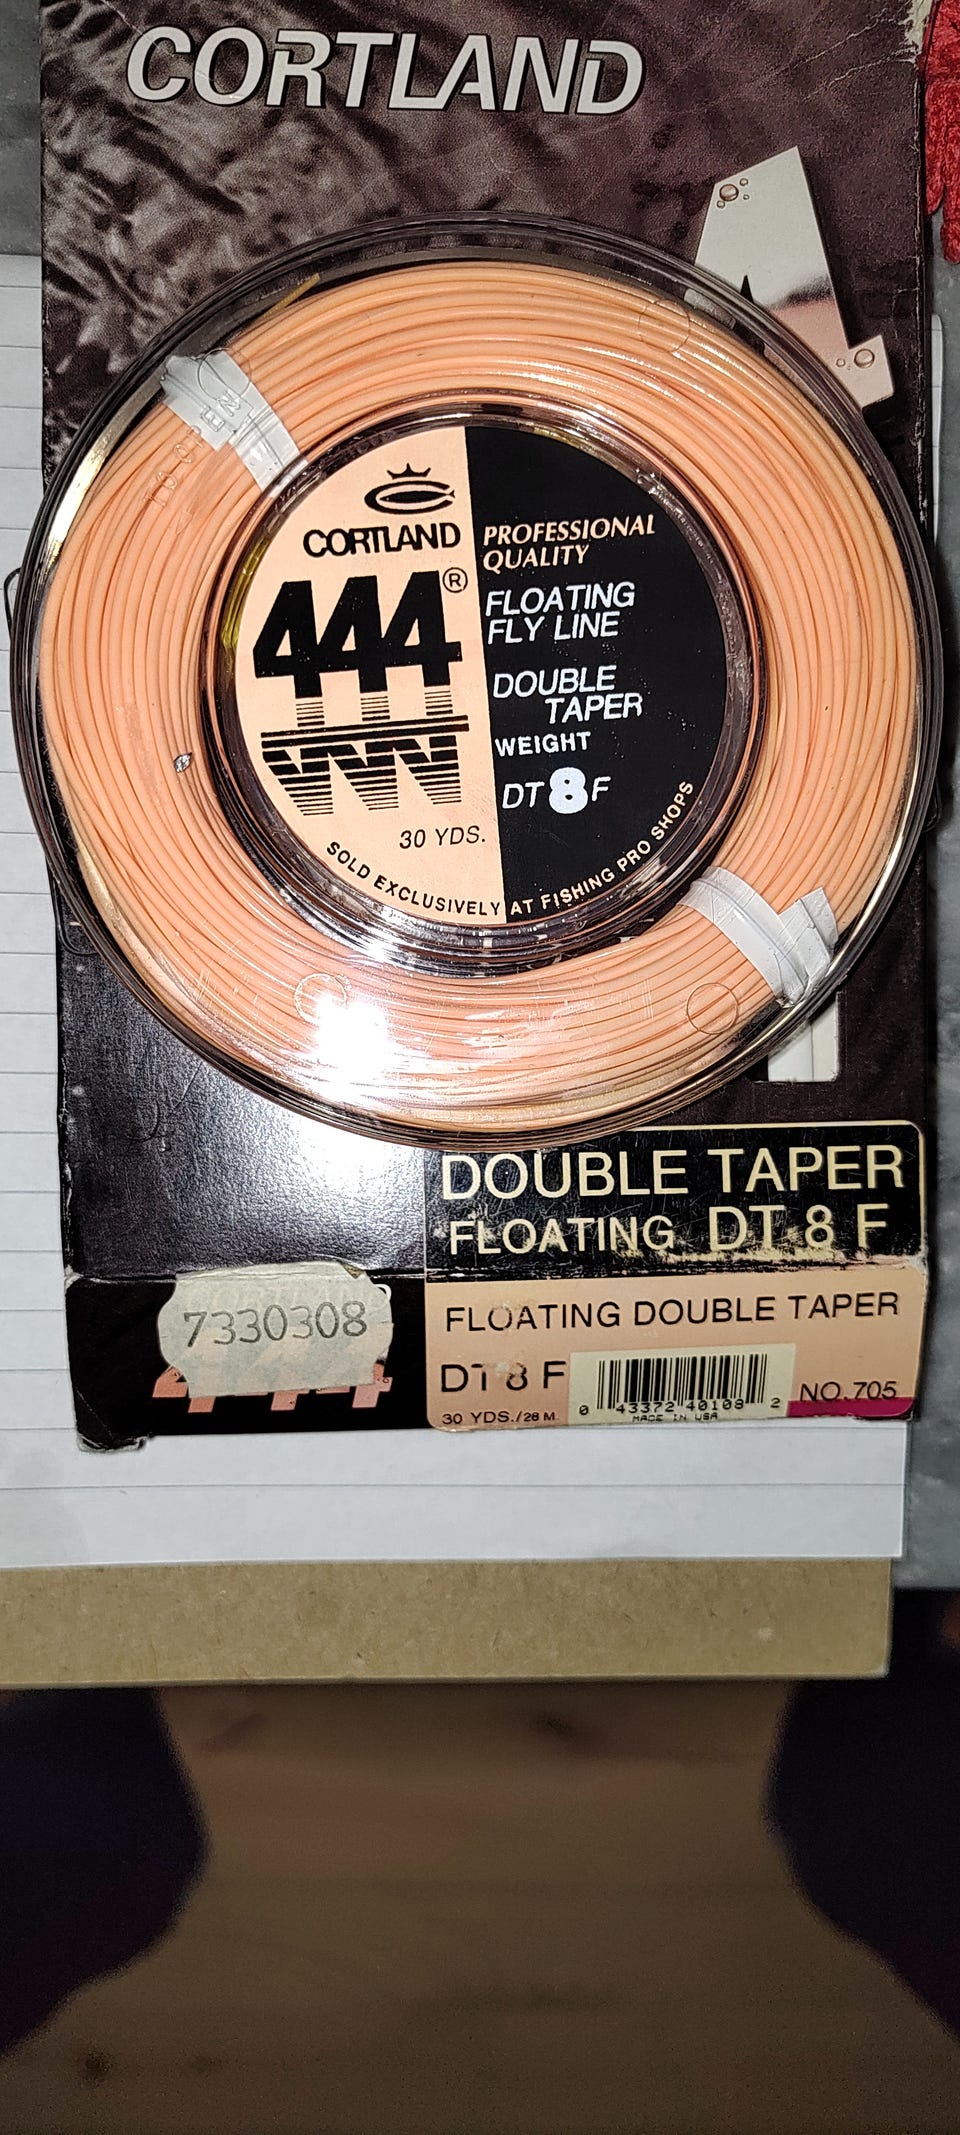 CORTLAND
CORTLAND
444®
30 YDS.
SOLD EXCLUSIVELY AT FISHING PRO SHOPS
PROFESSIONAL
QUALITY
FLOATING
FLY LINE
DOUBLE
TAPER
WEIGHT
DT 8 F
DOUBLE TAPER
FLOATING DT 8 F
7330308
444
FLOATING DOUBLE TAPER
DT 8 F
30 YDS./28 M.
0 43372 40108 2
MADE IN USA
NO.705